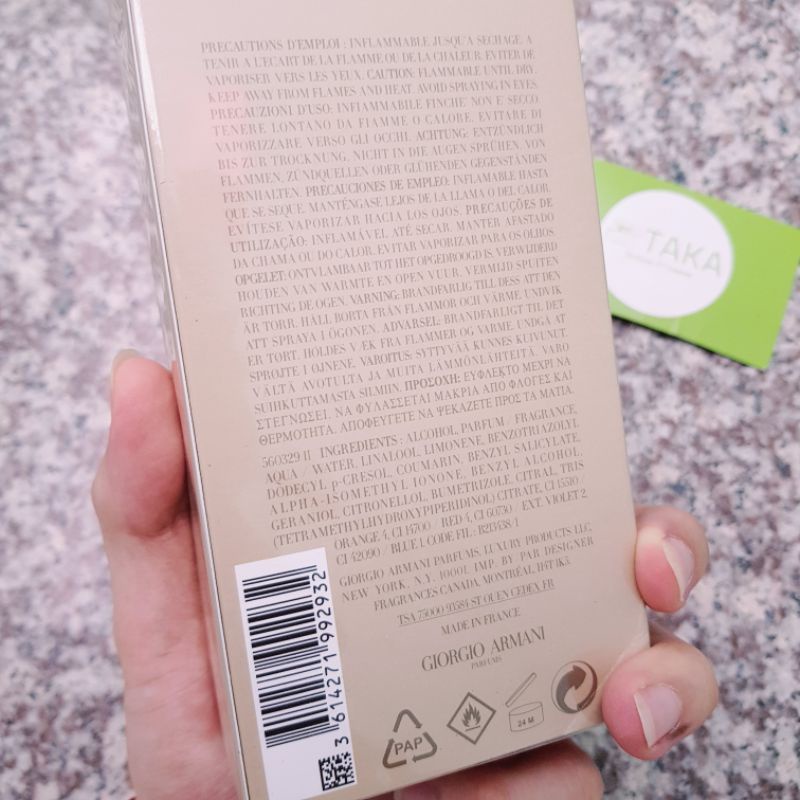 PRECAUTIONS D'EMPLOI : INFLAMMABLE JUSQU'A SECHAGE. A
TENIR A L'ECART DE LA FLAMME OU DE LA CHALEUR. EVITER DE
VAPORISER VERS LES YEUX. CAUTION: FLAMMABLE UNTIL DRY.
KEEP AWAY FROM FLAMES AND HEAT. AVOID SPRAYING IN EYES.
PRECAUZIONI D'USO: INFIAMMABILE FINCHE NON E SECCO.
TENERE LONTANO DA FIAMME O CALORE. EVITARE DI
VAPORIZZARE VERSO GLI OCCHI. ACHTUNG: ENTZÜNDLICH
BIS ZUR TROCKNUNG. NICHT IN DIE AUGEN SPRÜHEN. VON
FLAMMEN, ZÜNDQUELLEN ODER GLÜHENDEN GEGENSTÄNDEN
FERNHALTEN. PRECAUCIONES DE EMPLEO: INFLAMABLE HASTA
QUE SE SEQUE. MANTÉNGASE LEJOS DE LA LLAMA O DEL CALOR.
EVÍTESE VAPORIZAR HACIA LOS OJOS. PRECAUÇÕES DE
UTILIZAÇÃO: INFLAMÁVEL ATÉ SECAR. MANTER AFASTADO
DA CHAMA OU DO CALOR. EVITAR VAPORIZAR PARA OS OLHOS.
OPGELET: ONTVLAMBAAR TOT HET OPGEDROOGD IS. VERWIJDERD
HOUDEN VAN WARMTE EN OPEN VUUR. VERMIJD SPUITEN
RICHTING DE OGEN. VARNING: BRANDFARLIG TILL DESS ATT DEN
ÄR TORR. HÅLL BORTA FRÅN FLAMMOR OCH VÄRME. UNDVIK
ATT SPRAYA I ÖGONEN. ADVARSEL: BRANDFARLIGT TIL DET
ER TØRT. HOLDES VÆK FRA FLAMMER OG VARME. UNDGÅ AT
SPRØJTE I ØJNENE. VAROITUS: SYTTYVÄÄ KUNNES KUIVUNUT.
VÄLTÄ AVOTULTA JA MUITA LÄMMÖNLÄHTEITÄ. VARO
SUIHKUTTAMASTA SILMIIN. ΠΡΟΣΟΧΗ: ΕΥΦΛΕΚΤΟ ΜΕΧΡΙ ΝΑ
ΣΤΕΓΝΩΣΕΙ. ΝΑ ΦΥΛΑΣΣΕΤΑΙ ΜΑΚΡΙΑ ΑΠΟ ΦΛΟΓΕΣ ΚΑΙ
ΘΕΡΜΟΤΗΤΑ. ΑΠΟΦΕΥΓΕΤΕ ΝΑ ΨΕΚΑΖΕΤΕ ΠΡΟΣ ΤΑ ΜΑΤΙΑ.
560329 11 INGREDIENTS : ALCOHOL, PARFUM / FRAGRANCE,
AQUA / WATER, LINALOOL, LIMONENE, BENZOTRIAZOLYL
DODECYL p-CRESOL, COUMARIN, BENZYL SALICYLATE,
ALPHA-ISOMETHYL IONONE, BENZYL ALCOHOL,
GERANIOL, CITRONELLOL, BUMETRIZOLE, CITRAL, TRIS
(TETRAMETHYLHYDROXYPIPERIDINOL) CITRATE, CI 15510 /
ORANGE 4, CI 14700 / RED 4, CI 60730 / EXT. VIOLET 2,
CI 42090 / BLUE 1. CODE FIL : B213438/1
GIORGIO ARMANI PARFUMS, LUXURY PRODUCTS LLC,
NEW YORK, N.Y. 10001. IMP. BY PAR DESIGNER
FRAGRANCES CANADA, MONTRÉAL, H4T 1K5.
TSA 75000 93584 ST OUEN CEDEX, FR
MADE IN FRANCE
GIORGIO ARMANI
PARFUMS
3 614271 992932
PAP
24 M
TAKA